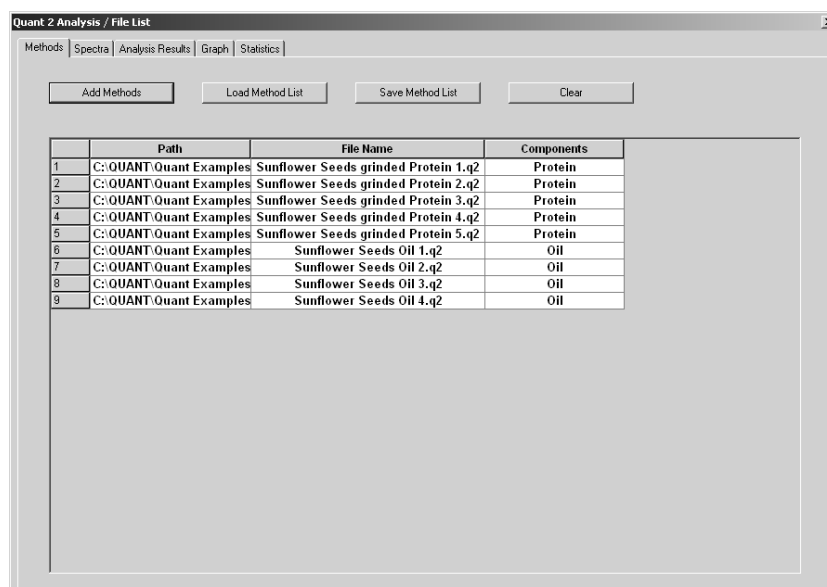 Quant 2 Analysis / File List
Methods Spectra Analysis Results Graph Statistics
Add Methods Load Method List Save Method List Clear
Path File Name Components
1 C:\QUANT\Quant Examples Sunflower Seeds grinded Protein 1.q2 Protein
2 C:\QUANT\Quant Examples Sunflower Seeds grinded Protein 2.q2 Protein
3 C:\QUANT\Quant Examples Sunflower Seeds grinded Protein 3.q2 Protein
4 C:\QUANT\Quant Examples Sunflower Seeds grinded Protein 4.q2 Protein
5 C:\QUANT\Quant Examples Sunflower Seeds grinded Protein 5.q2 Protein
6 C:\QUANT\Quant Examples Sunflower Seeds Oil 1.q2 Oil
7 C:\QUANT\Quant Examples Sunflower Seeds Oil 2.q2 Oil
8 C:\QUANT\Quant Examples Sunflower Seeds Oil 3.q2 Oil
9 C:\QUANT\Quant Examples Sunflower Seeds Oil 4.q2 Oil